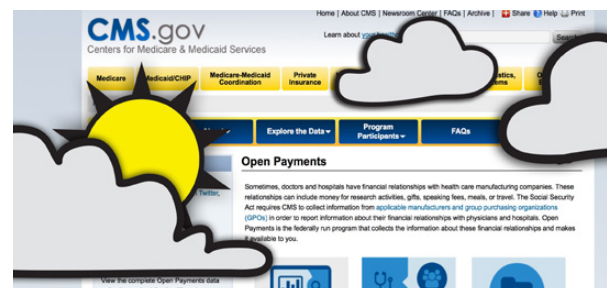 Home | About CMS | Newsroom Center | FAQs | Archive | Share Help Print
CMS.gov
Learn about
Centers for Medicare & Medicaid Services
Medicare Medicaid/CHIP Medicare-Medicaid Coordination Private Insurance
Explore the Data Program Participants FAQs
Open Payments
Sometimes, doctors and hospitals have financial relationships with health care manufacturing companies. These
relationships can include money for research activities, gifts, speaking fees, meals, or travel. The Social Security
Twitter,
Act requires CMS to collect information from applicable manufacturers and group purchasing organizations
(GPOs) in order to report information about their financial relationships with physicians and hospitals. Open
Payments is the federally run program that collects the information about these financial relationships and makes
it available to you.
View the complete Open Payments data